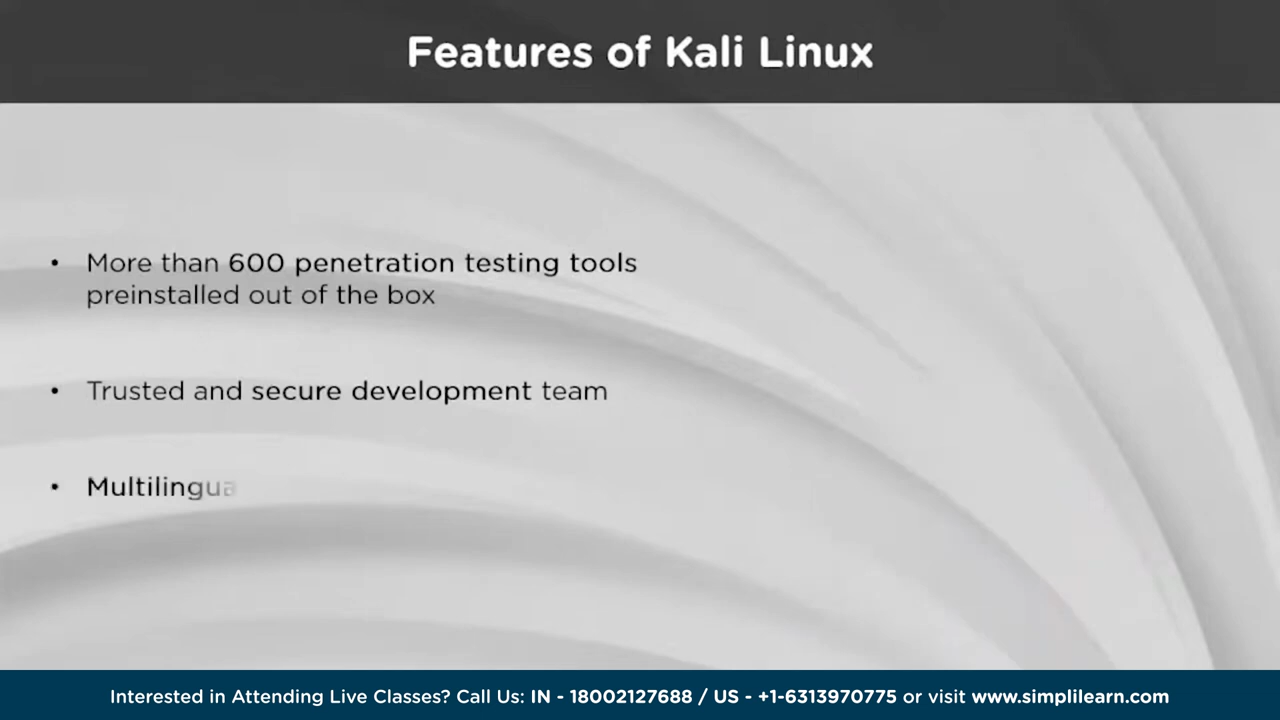 Features of Kali Linux
• More than 600 penetration testing tools
preinstalled out of the box
• Trusted and secure development team
• Multilingua
Interested in Attending Live Classes? Call Us: IN - 18002127688 / US - +1-6313970775 or visit www.simplilearn.com